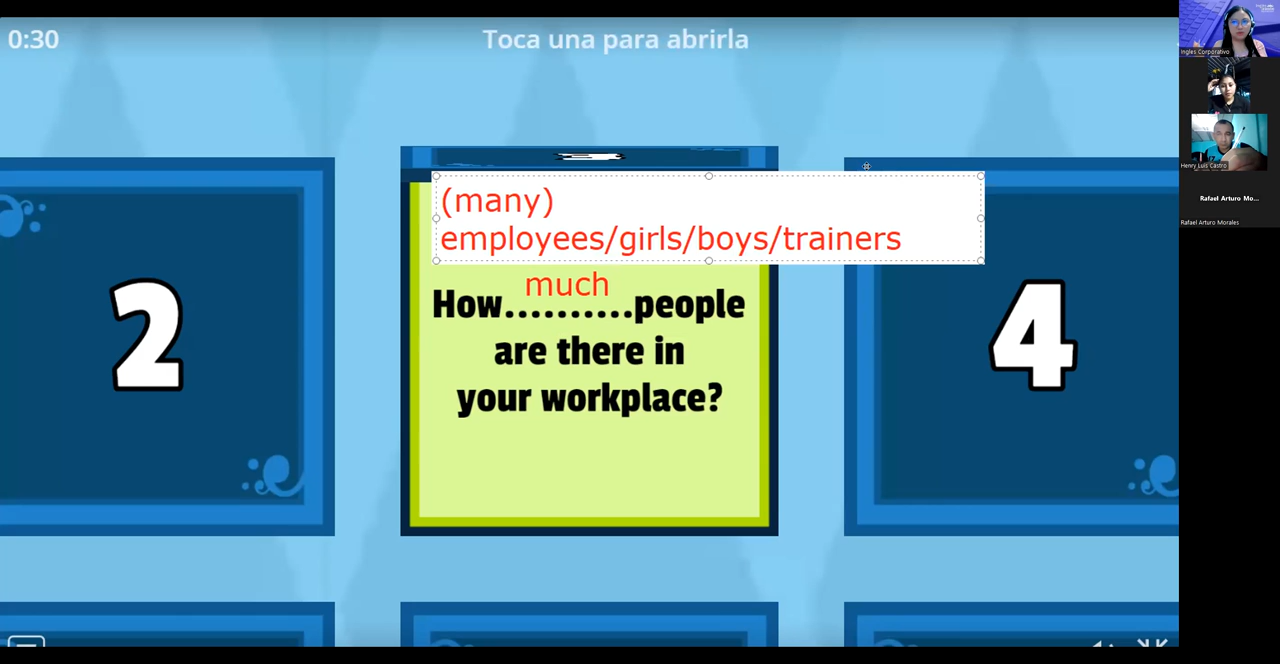 0:30
Toca una para abrirla
(many)
employees/girls/boys/trainers
much
How..........people
are there in
your workplace?
2
4
Ingles Corporativo
Henry Luis Castro
Rafael Arturo Mo...
Rafael Arturo Morales